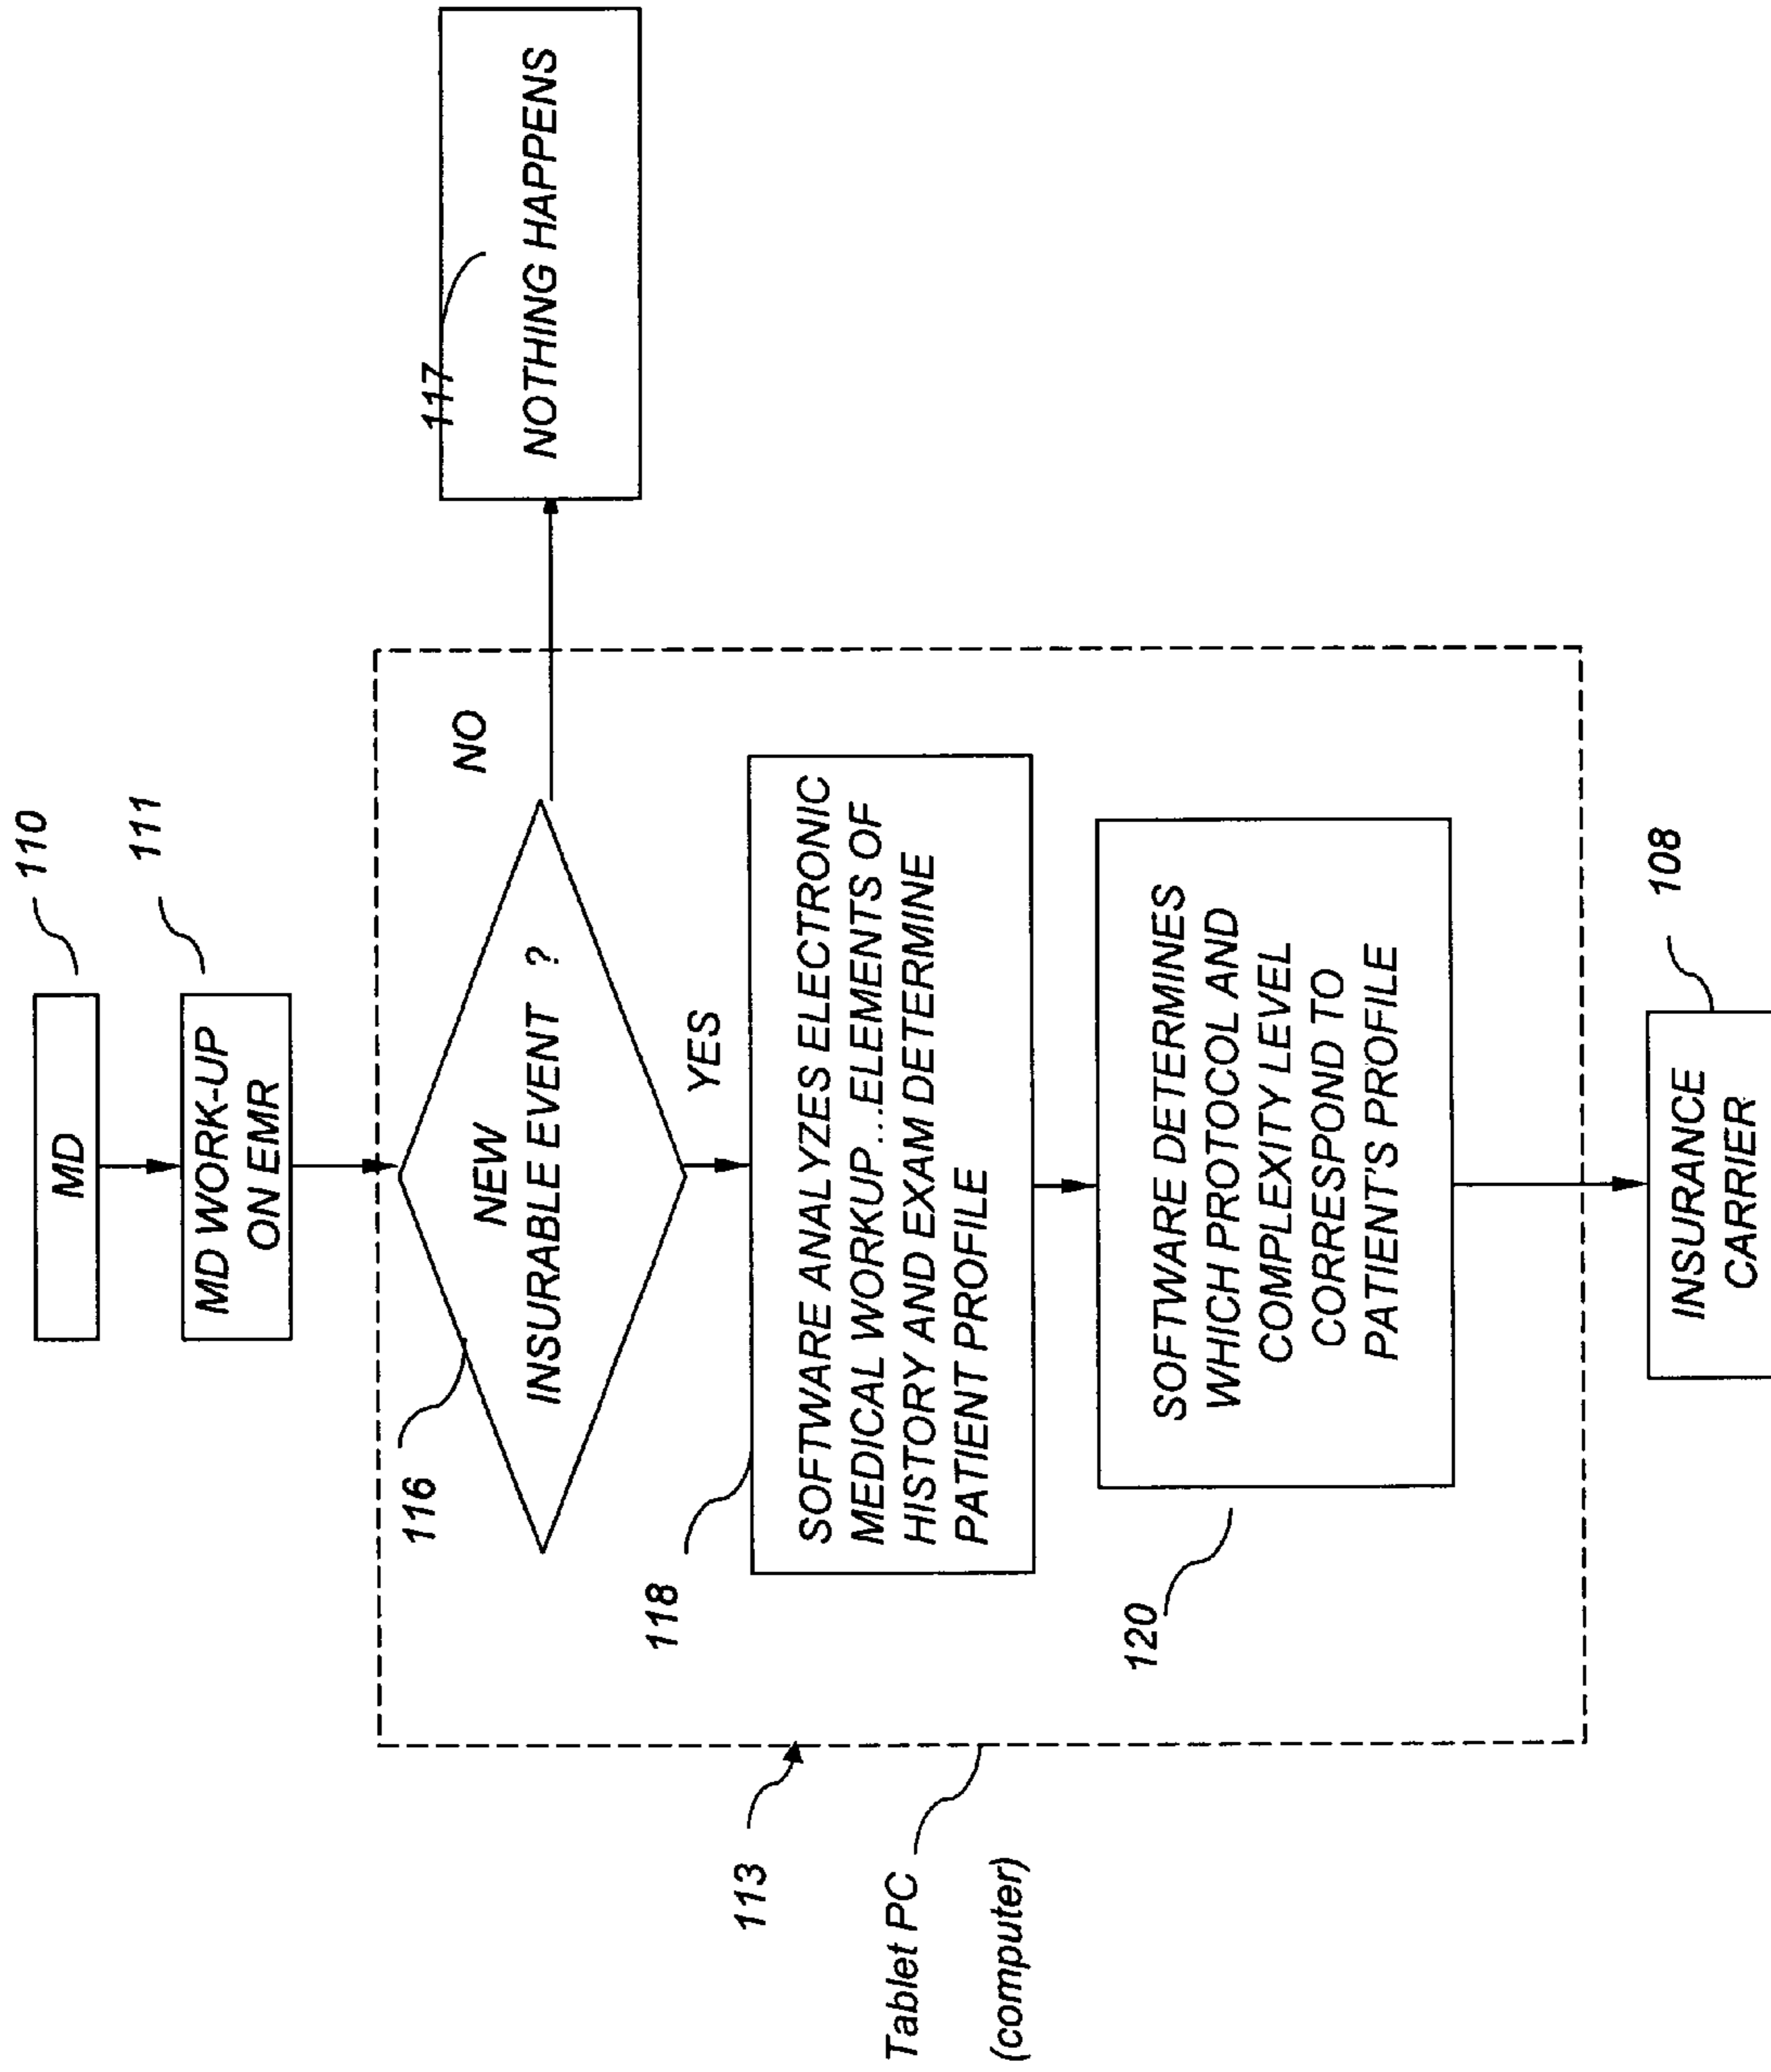 110
MD
111
MD WORK-UP
ON EMR
116
NEW
INSURABLE EVENT ?
NO
117
NOTHING HAPPENS
YES
118
SOFTWARE ANALYZES ELECTRONIC
MEDICAL WORKUP...ELEMENTS OF
HISTORY AND EXAM DETERMINE
PATIENT PROFILE
113
Tablet PC
(computer)
120
SOFTWARE DETERMINES
WHICH PROTOCOL AND
COMPLEXITY LEVEL
CORRESPOND TO
PATIENT'S PROFILE
108
INSURANCE
CARRIER